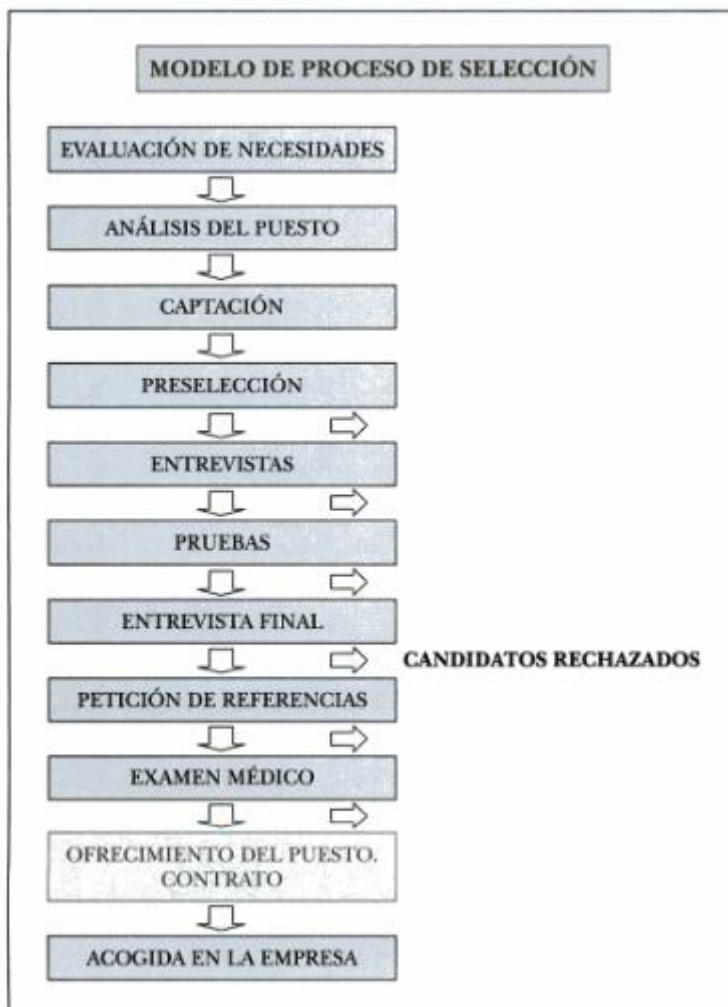 MODELO DE PROCESO DE SELECCIÓN
EVALUACIÓN DE NECESIDADES
ANÁLISIS DEL PUESTO
CAPTACIÓN
PRESELECCIÓN
ENTREVISTAS
PRUEBAS
ENTREVISTA FINAL
CANDIDATOS RECHAZADOS
PETICIÓN DE REFERENCIAS
EXAMEN MÉDICO
OFRECIMIENTO DEL PUESTO.
CONTRATO
ACOGIDA EN LA EMPRESA